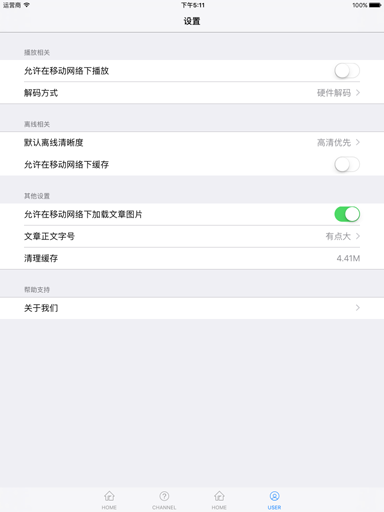 运营商 下午5:11 100%
设置
播放相关
允许在移动网络下播放
解码方式 硬件解码
离线相关
默认离线清晰度 高清优先
允许在移动网络下缓存
其他设置
允许在移动网络下加载文章图片
文章正文字号 有点大
清理缓存 4.41M
帮助支持
关于我们
HOME CHANNEL HOME USER